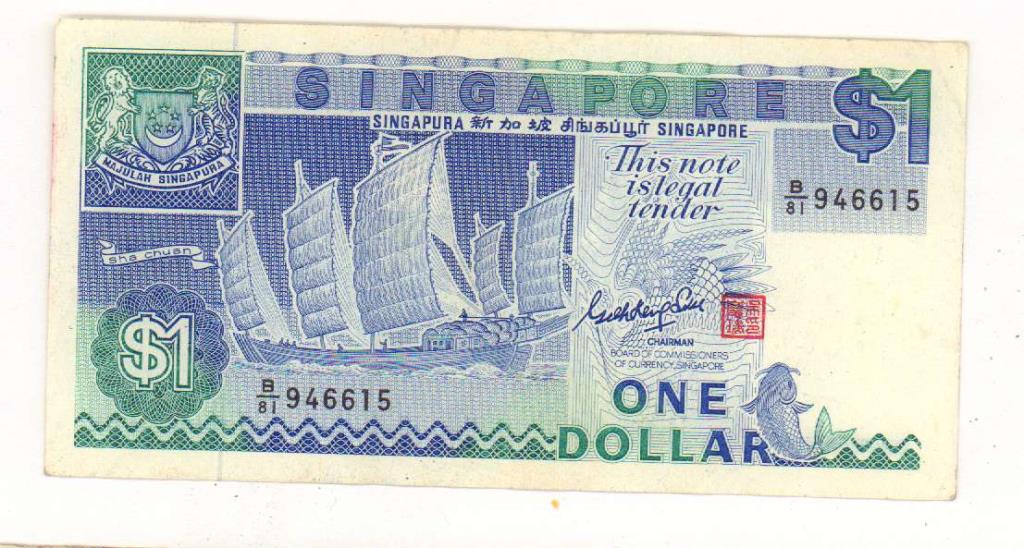 SINGAPORE
$1
SINGAPURA 新加坡 சிங்கப்பூர் SINGAPORE
MAJULAH SINGAPURA
This note
is legal
tender
B/81 946615
sha chuan
CHAIRMAN
BOARD OF COMMISSIONERS
OF CURRENCY, SINGAPORE
$1
B/81 946615
ONE
DOLLAR